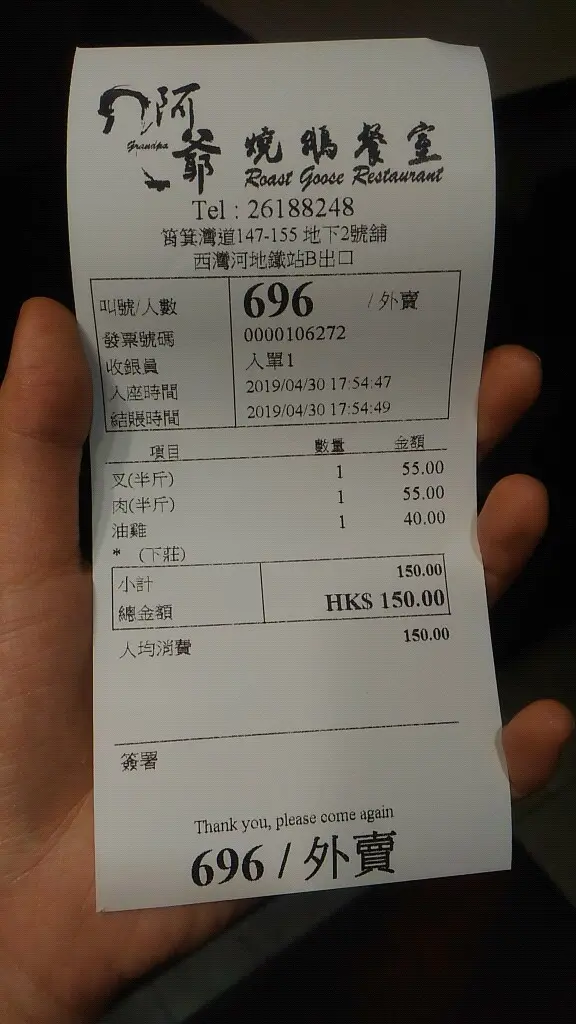 阿爺
Grandpa
燒鵝餐室
Roast Goose Restaurant
Tel : 26188248
筲箕灣道147-155 地下2號舖
西灣河地鐵站B出口
叫號/人數 696 /外賣
發票號碼 0000106272
收銀員 入單1
入座時間 2019/04/30 17:54:47
結賬時間 2019/04/30 17:54:49
項目 數量 金額
叉(半斤) 1 55.00
肉(半斤) 1 55.00
油雞 1 40.00
* (下莊)
小計 150.00
總金額 HK$ 150.00
人均消費 150.00
簽署
Thank you, please come again
696 / 外賣